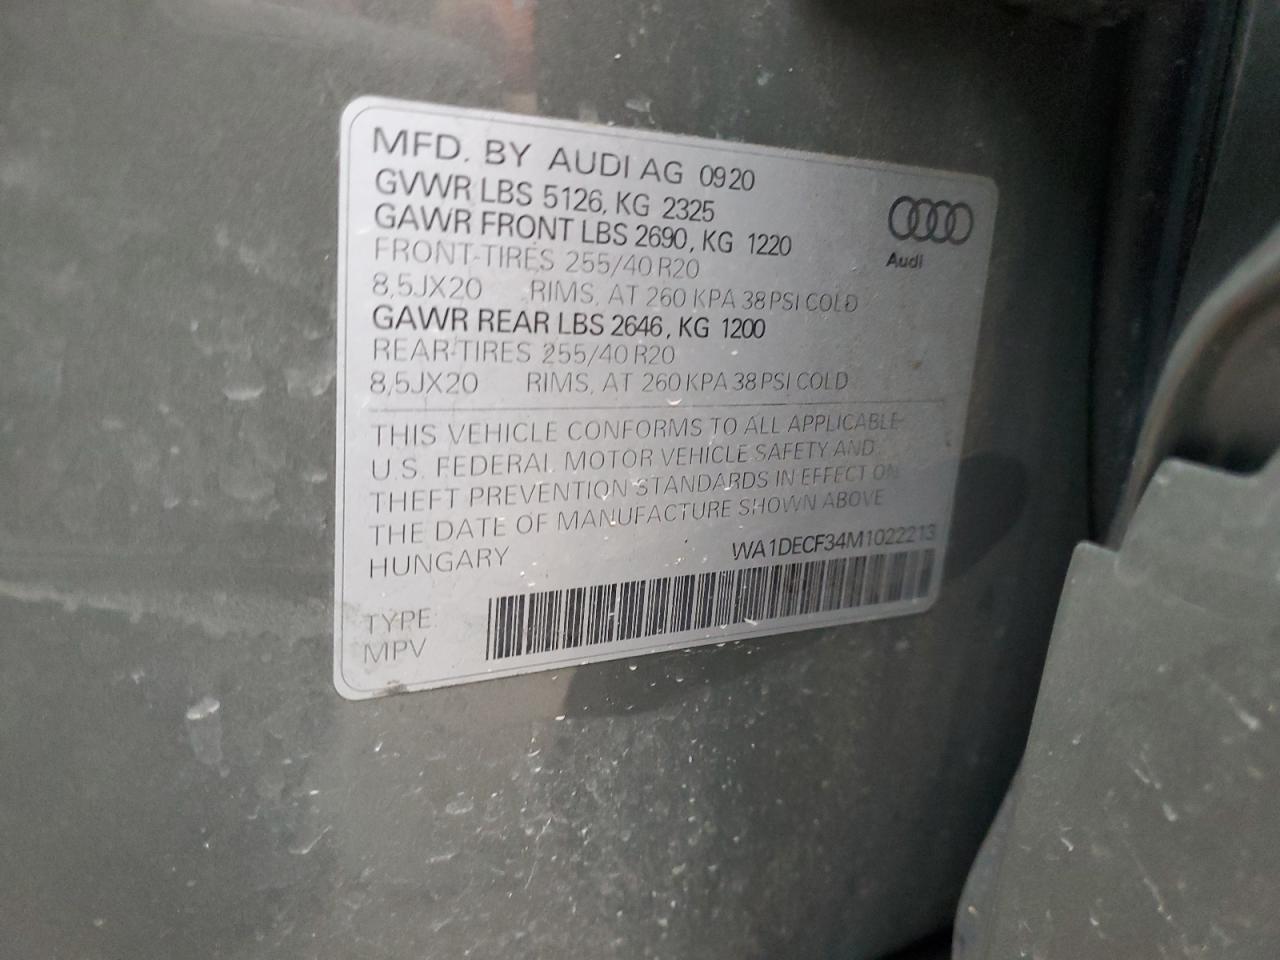 MFD. BY AUDI AG 0920
GVWR LBS 5126, KG 2325
GAWR FRONT LBS 2690, KG 1220
FRONT-TIRES 255/40 R20
8,5JX20 RIMS, AT 260 KPA 38 PSI COLD
GAWR REAR LBS 2646, KG 1200
REAR-TIRES 255/40 R20
8,5JX20 RIMS, AT 260 KPA 38 PSI COLD
Audi
THIS VEHICLE CONFORMS TO ALL APPLICABLE
U.S. FEDERAL MOTOR VEHICLE SAFETY AND
THEFT PREVENTION STANDARDS IN EFFECT ON
THE DATE OF MANUFACTURE SHOWN ABOVE
HUNGARY WA1DECF34M1022213
TYPE:
MPV